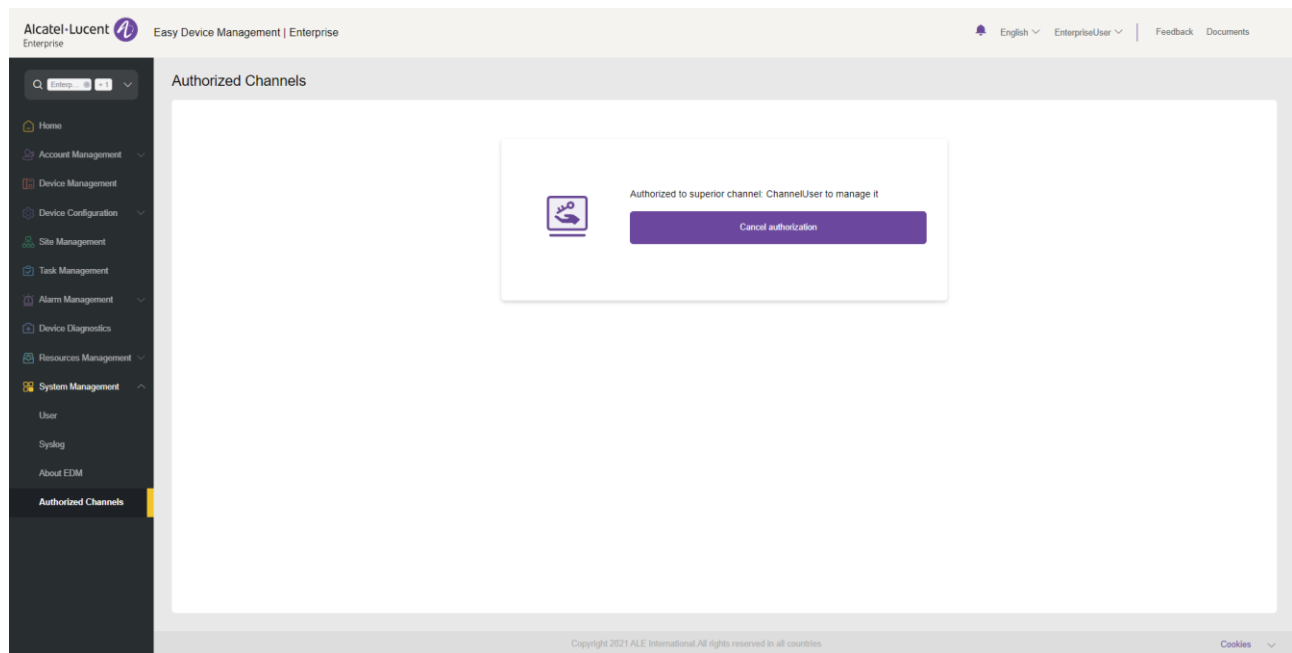 Alcatel·Lucent
Enterprise
Easy Device Management | Enterprise
English
EnterpriseUser
Feedback
Documents
Enterp...
+ 1
Authorized Channels
Home
Account Management
Device Management
Device Configuration
Site Management
Task Management
Alarm Management
Device Diagnostics
Resources Management
System Management
User
Syslog
About EDM
Authorized Channels
Authorized to superior channel: ChannelUser to manage it
Cancel authorization
Copyright 2021 ALE International.All rights reserved in all countries
Cookies